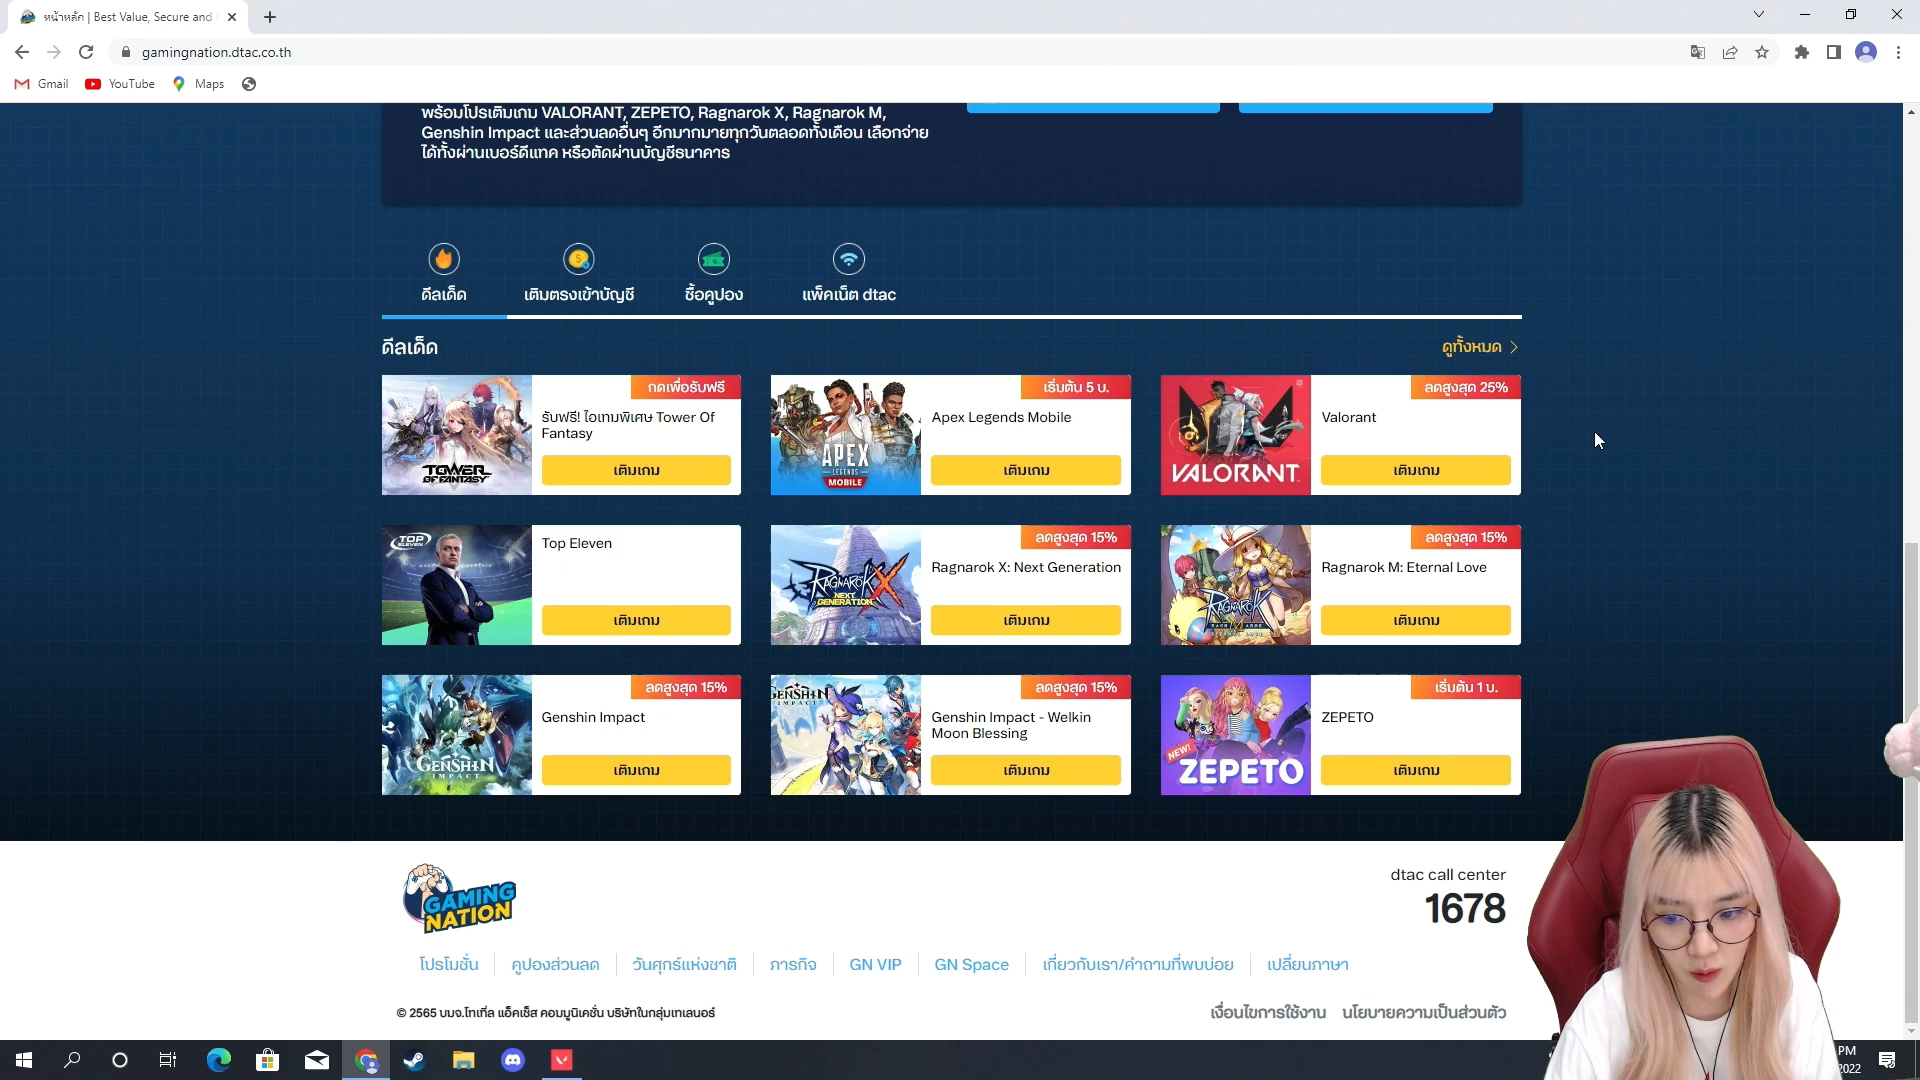 หน้าหลัก | Best Value, Secure and
gamingnation.dtac.co.th
Gmail
YouTube
Maps
พร้อมโปรเติมเกม VALORANT, ZEPETO, Ragnarok X, Ragnarok M,
Genshin Impact และส่วนลดอื่นๆ อีกมากมายทุกวันตลอดทั้งเดือน เลือกจ่าย
ได้ทั้งผ่านเบอร์ดีแทค หรือตัดผ่านบัญชีธนาคาร
ดีลเด็ด
เติมตรงเข้าบัญชี
ซื้อคูปอง
แพ็คเน็ต dtac
ดีลเด็ด
ดูทั้งหมด
กดเพื่อรับฟรี
รับฟรี! ไอเทมพิเศษ Tower Of
Fantasy
เติมเกม
TOWER
OF FANTASY
เริ่มต้น 5 บ.
Apex Legends Mobile
เติมเกม
APEX
LEGENDS
MOBILE
ลดสูงสุด 25%
Valorant
เติมเกม
VALORANT
TOP
ELEVEN
Top Eleven
เติมเกม
ลดสูงสุด 15%
Ragnarok X: Next Generation
เติมเกม
RAGNAROK X
NEXT
GENERATION
ลดสูงสุด 15%
Ragnarok M: Eternal Love
เติมเกม
RAGNAROK
ลดสูงสุด 15%
Genshin Impact
เติมเกม
GENSHIN
IMPACT
ลดสูงสุด 15%
Genshin Impact - Welkin
Moon Blessing
เติมเกม
GENSHIN
IMPACT
เริ่มต้น 1 บ.
ZEPETO
เติมเกม
NEW!
ZEPETO
GAMING
NATION
dtac call center
1678
โปรโมชั่น
คูปองส่วนลด
วันศุกร์แห่งชาติ
ภารกิจ
GN VIP
GN Space
เกี่ยวกับเรา/คำถามที่พบบ่อย
เปลี่ยนภาษา
© 2565 บมจ.โทเทิ่ล แอ็คเซ็ส คอมมูนิเคชั่น บริษัทในกลุ่มเทเลนอร์
เงื่อนไขการใช้งาน
นโยบายความเป็นส่วนตัว
PM
2022